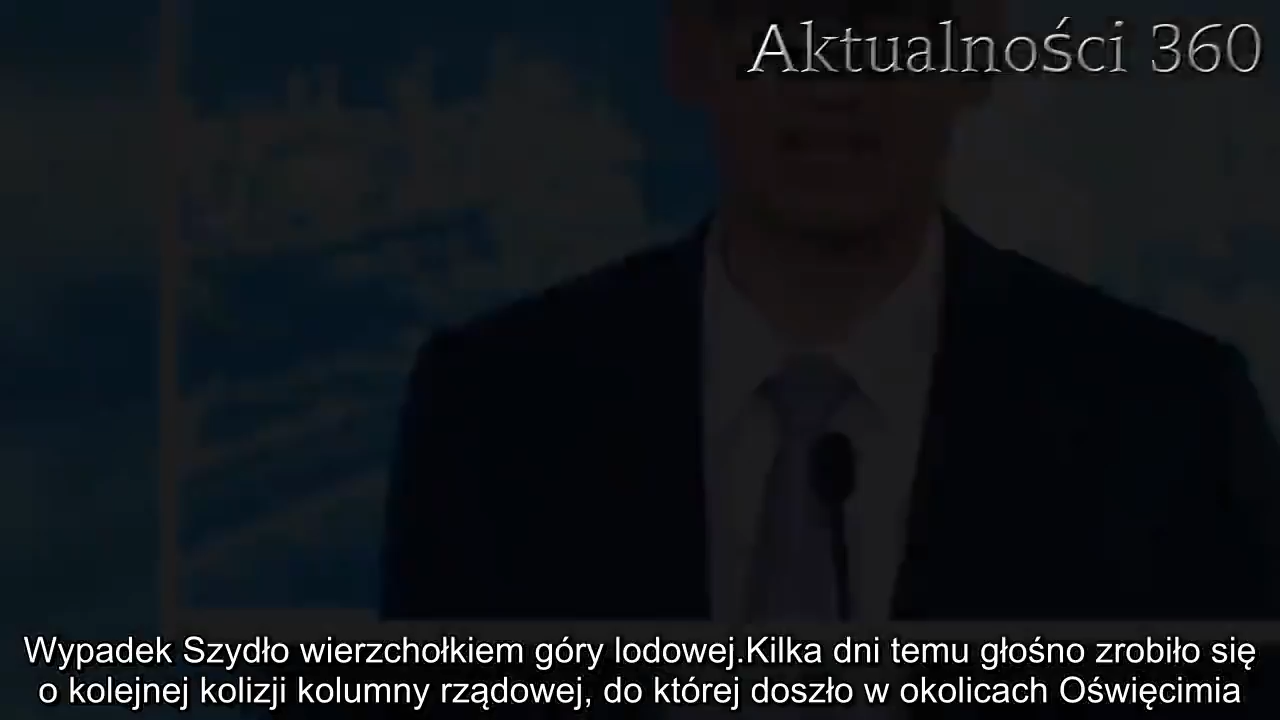 Aktualności 360
Wypadek Szydło wierzchołkiem góry lodowej.Kilka dni temu głośno zrobiło się
o kolejnej kolizji kolumny rządowej, do której doszło w okolicach Oświęcimia